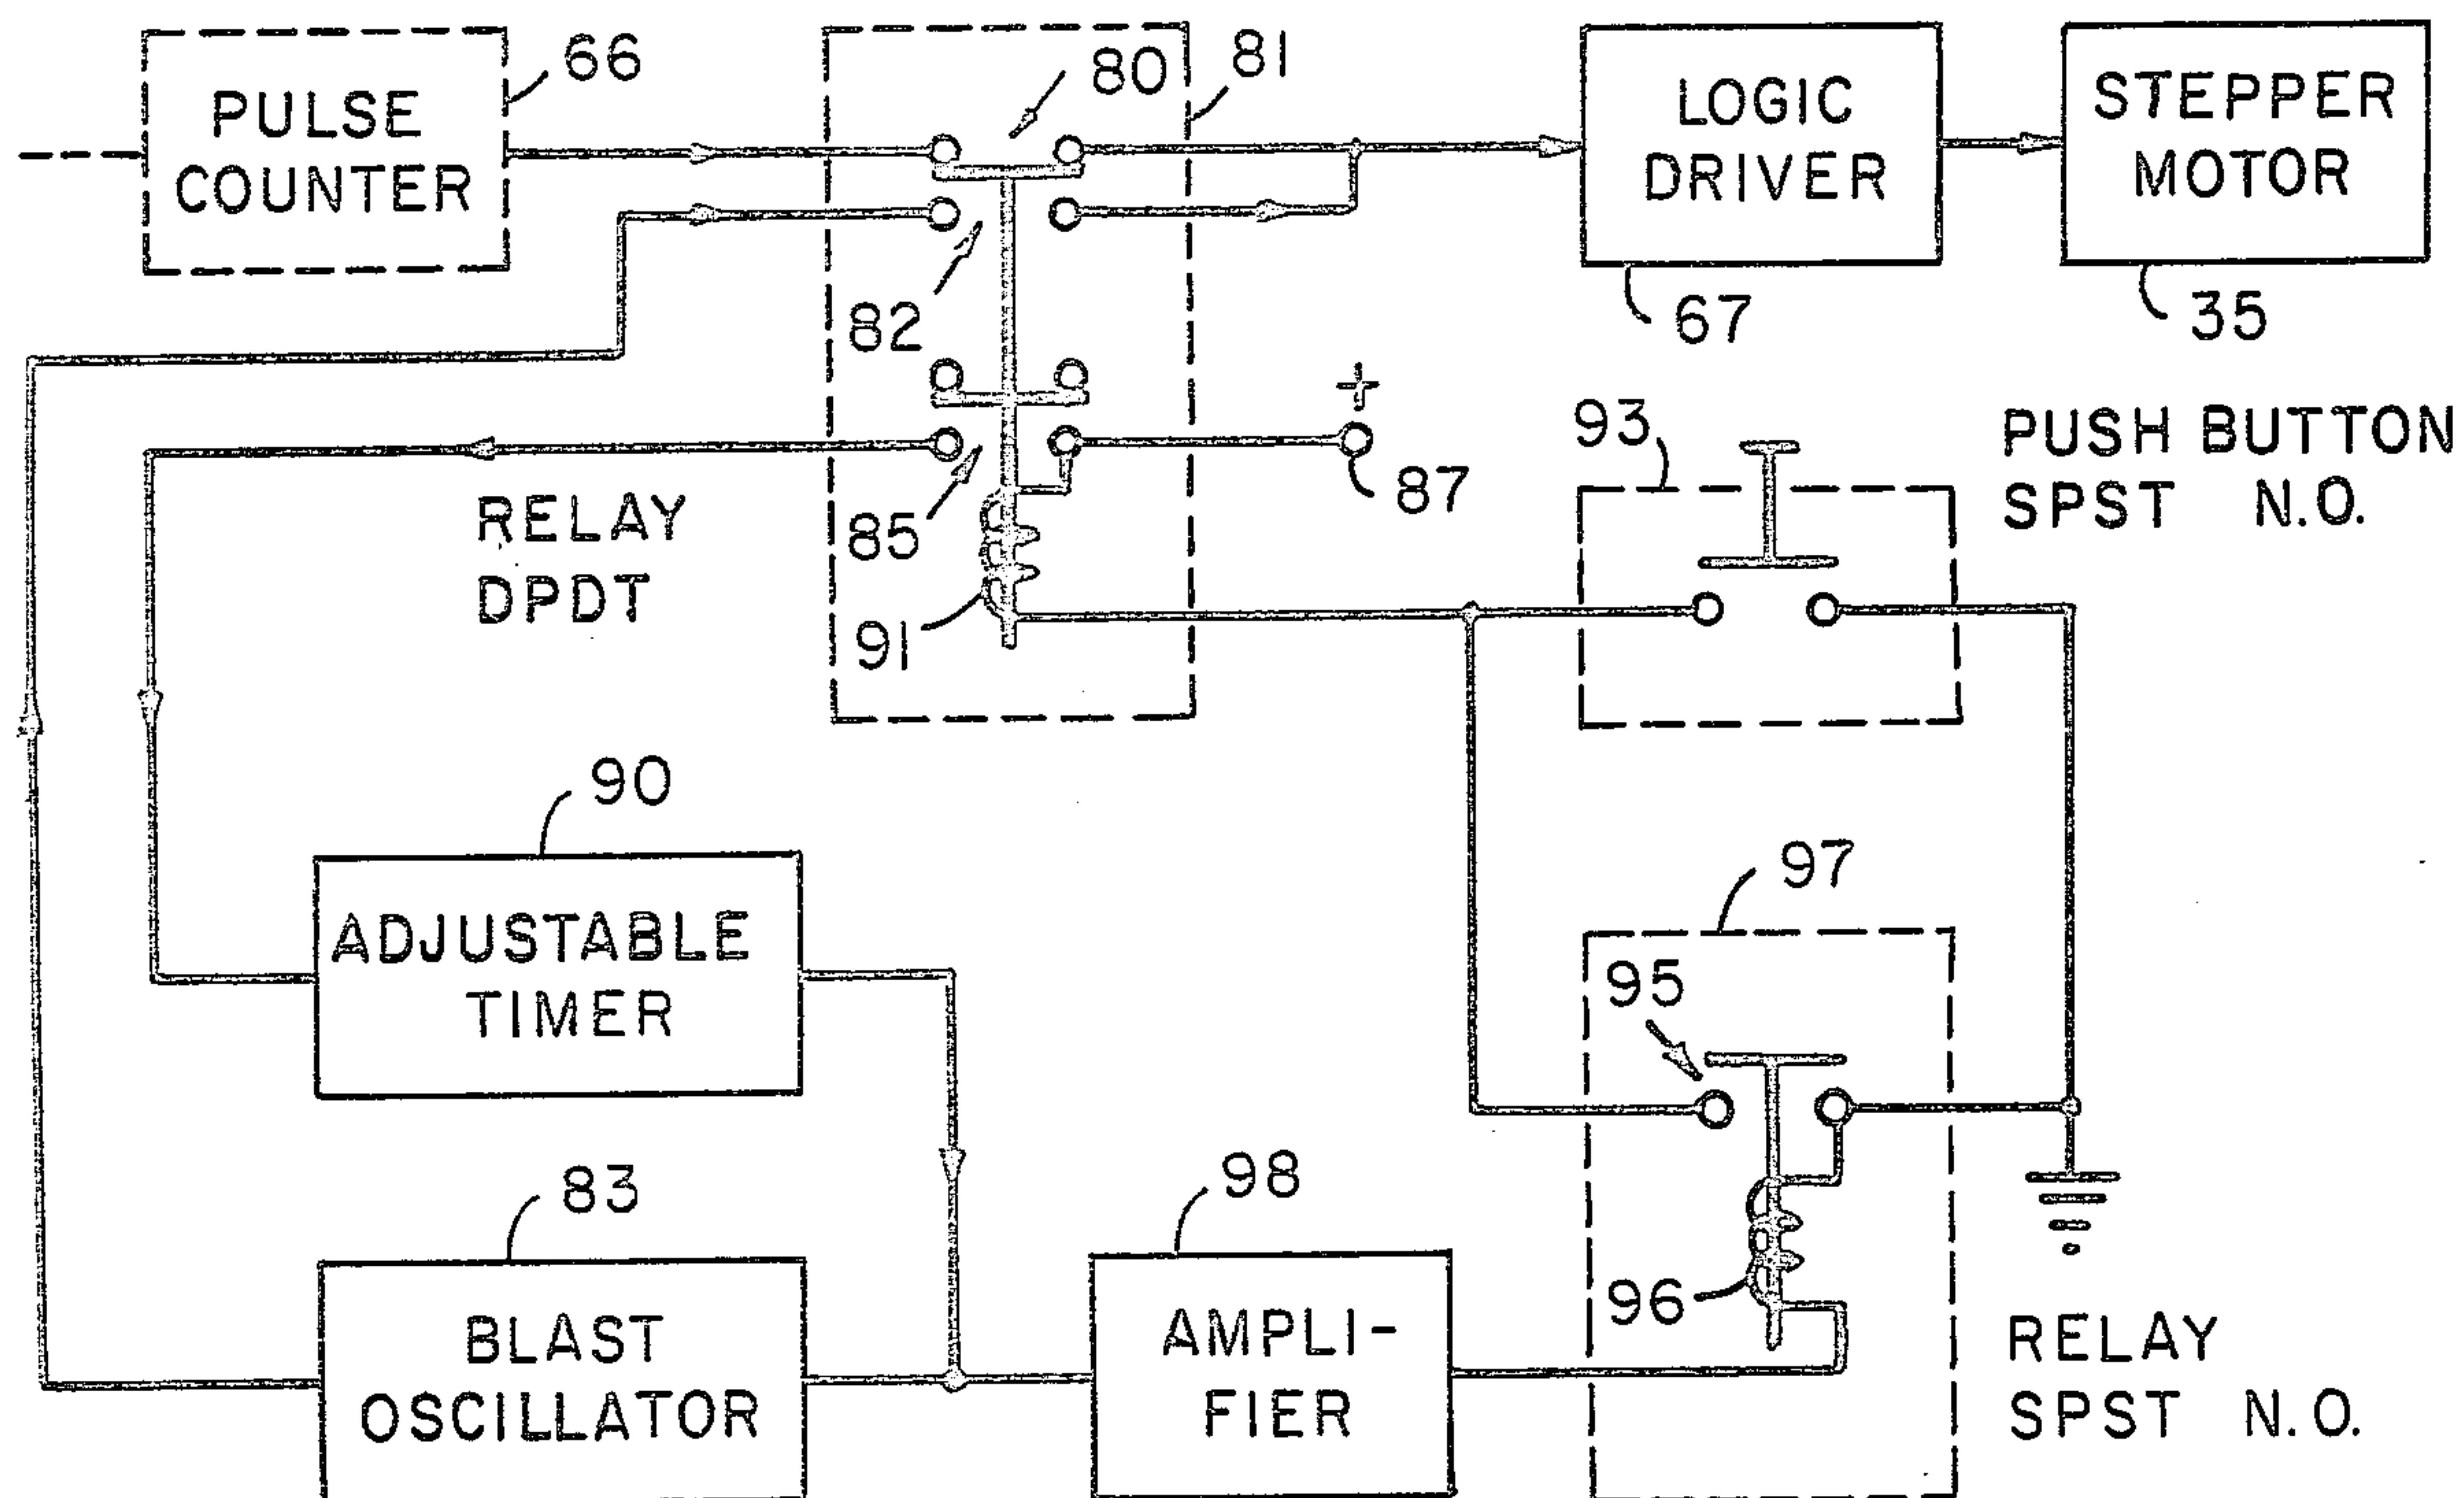 PULSE
COUNTER
66
80
81
LOGIC
DRIVER
STEPPER
MOTOR
82
67
35
+
87
93
PUSH BUTTON
SPST N.O.
85
RELAY
DPDT
91
90
ADJUSTABLE
TIMER
97
95
83
BLAST
OSCILLATOR
98
AMPLI-
FIER
96
RELAY
SPST N.O.